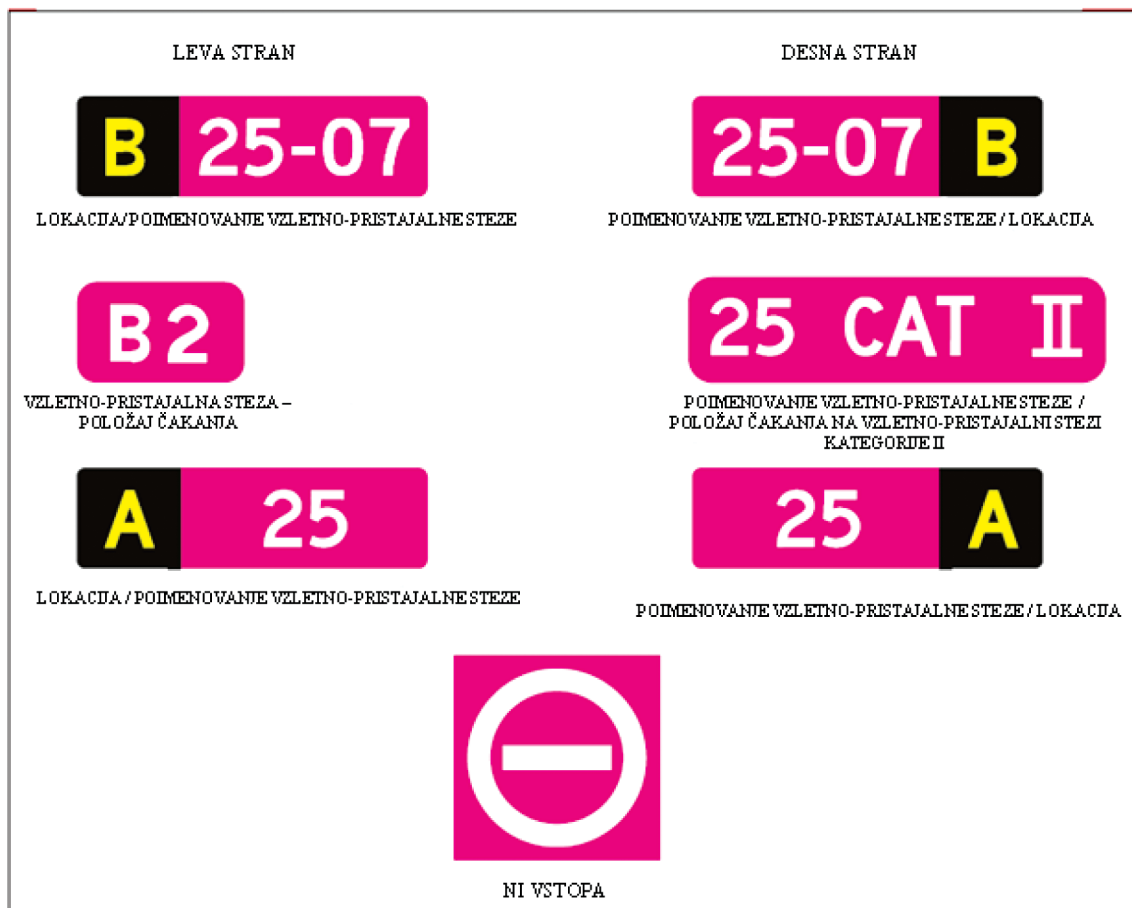 LEVA STRAN
DESNA STRAN
B 25-07
25-07 B
LOKACIJA/POIMENOVANJE VZLETNO-PRISTAJALNE STEZE
POIMENOVANJE VZLETNO-PRISTAJALNE STEZE / LOKACIJA
B2
25 CAT II
VZLETNO-PRISTAJALNA STEZA –
POLOŽAJ ČAKANJA
POIMENOVANJE VZLETNO-PRISTAJALNE STEZE /
POLOŽAJ ČAKANJA NA VZLETNO-PRISTAJALNI STEZI
KATEGORIJE II
A 25
25 A
LOKACIJA / POIMENOVANJE VZLETNO-PRISTAJALNE STEZE
POIMENOVANJE VZLETNO-PRISTAJALNE STEZE / LOKACIJA
NI VSTOPA